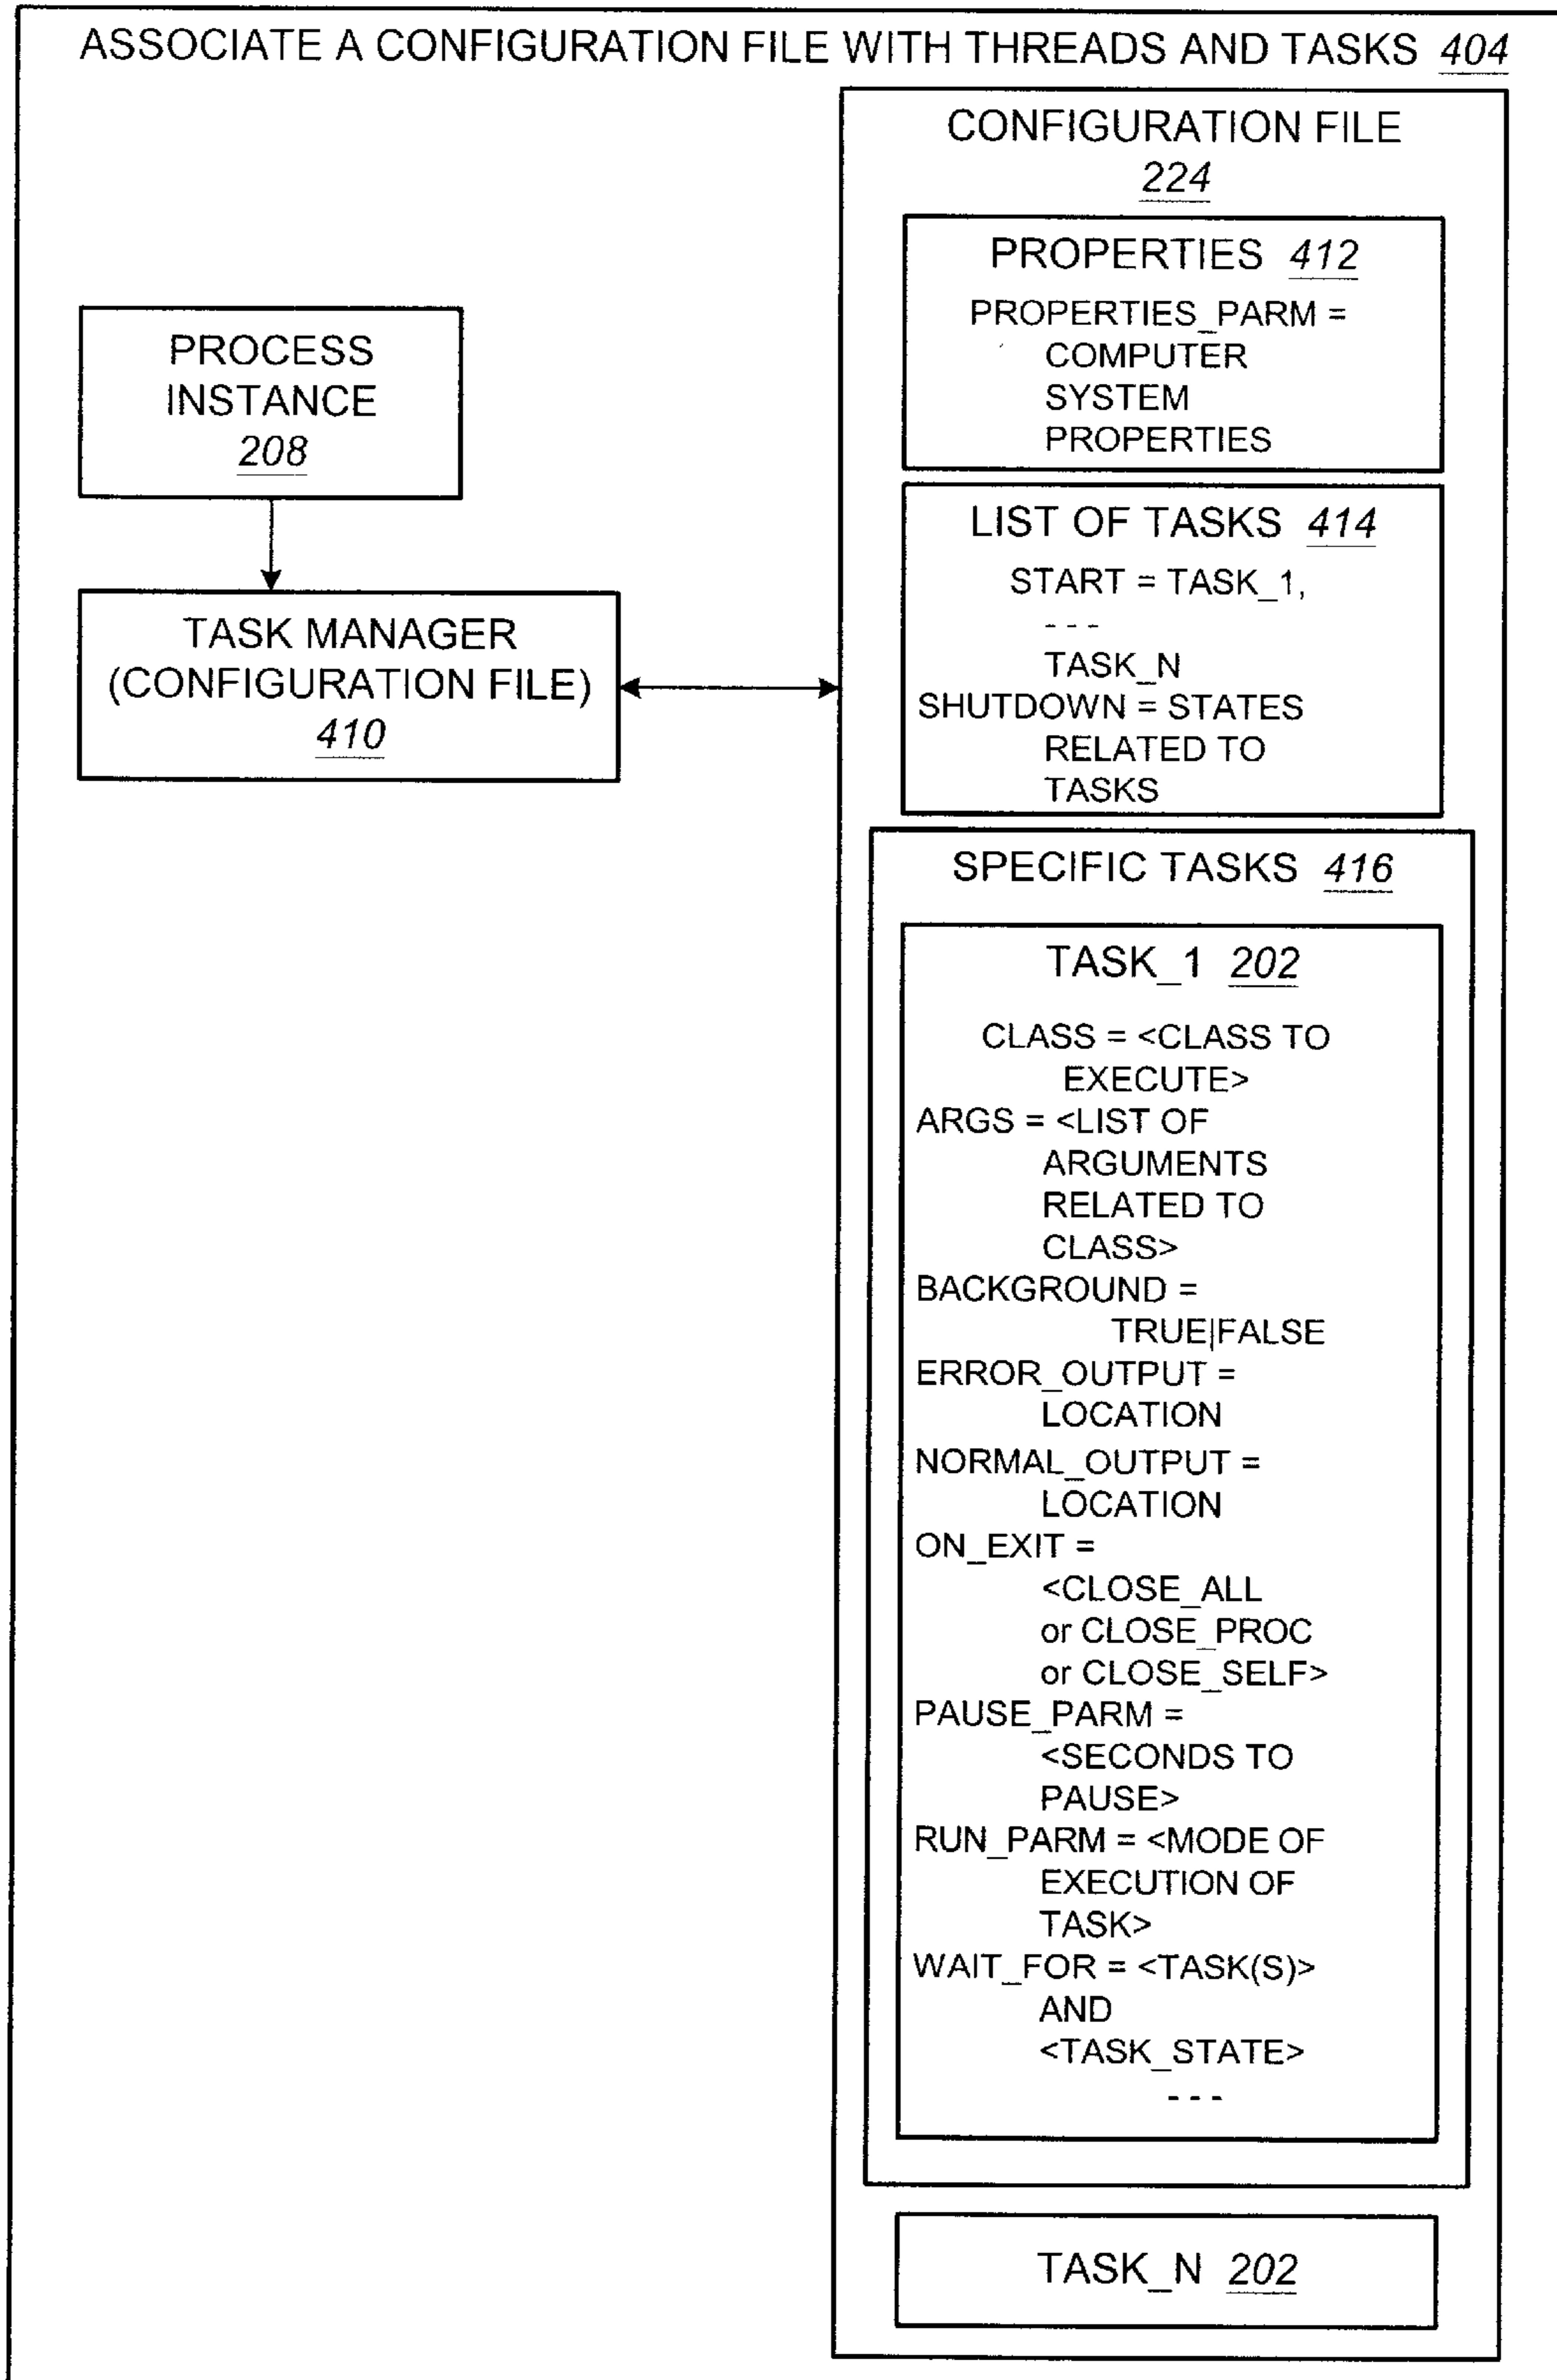 ASSOCIATE A CONFIGURATION FILE WITH THREADS AND TASKS 404
PROCESS
INSTANCE
208
TASK MANAGER
(CONFIGURATION FILE)
410
CONFIGURATION FILE
224
PROPERTIES 412
PROPERTIES_PARM =
COMPUTER
SYSTEM
PROPERTIES
LIST OF TASKS 414
START = TASK_1,
- - -
TASK_N
SHUTDOWN = STATES
RELATED TO
TASKS
SPECIFIC TASKS 416
TASK_1 202
CLASS = <CLASS TO
EXECUTE>
ARGS = <LIST OF
ARGUMENTS
RELATED TO
CLASS>
BACKGROUND =
TRUE|FALSE
ERROR_OUTPUT =
LOCATION
NORMAL_OUTPUT =
LOCATION
ON_EXIT =
<CLOSE_ALL
or CLOSE_PROC
or CLOSE_SELF>
PAUSE_PARM =
<SECONDS TO
PAUSE>
RUN_PARM = <MODE OF
EXECUTION OF
TASK>
WAIT_FOR = <TASK(S)>
AND
<TASK_STATE>
- - -
TASK_N 202